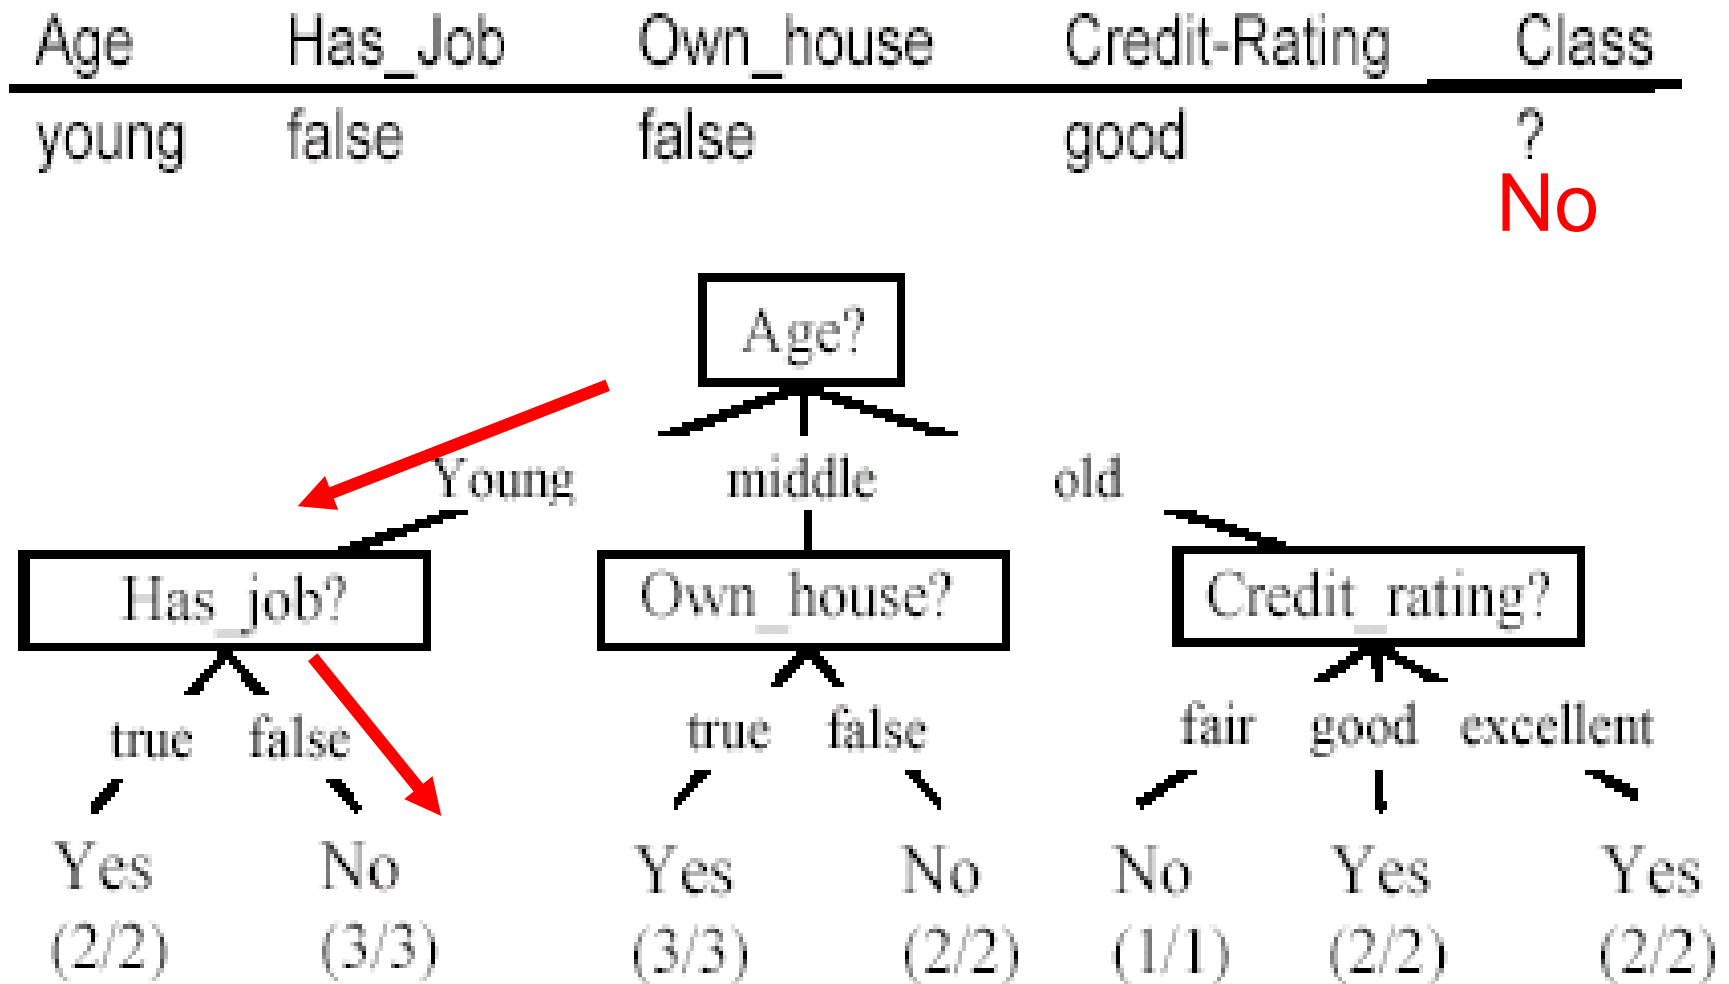 Age Has_Job Own_house Credit-Rating Class
young false false good ?
No
Age?
Young middle old
Has_job? Own_house? Credit_rating?
true false true false fair good excellent
Yes No Yes No No Yes Yes
(2/2) (3/3) (3/3) (2/2) (1/1) (2/2) (2/2)